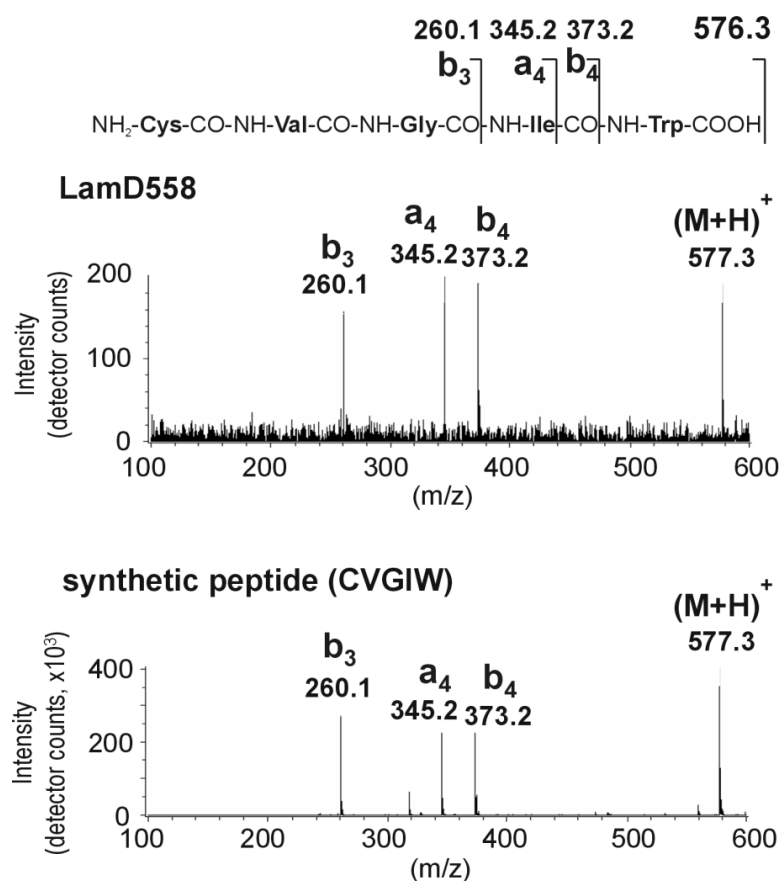 260.1 345.2 373.2 576.3
b3 a4 b4
NH2-Cys-CO-NH-Val-CO-NH-Gly-CO-NH-Ile-CO-NH-Trp-COOH
LamD558
a4 b4 (M+H)+
b3 345.2 373.2 577.3
260.1
200
100
0
Intensity
(detector counts)
100 200 300 400 500 600
(m/z)
synthetic peptide (CVGIW)
(M+H)+
b3 a4 b4 577.3
260.1 345.2 373.2
400
200
0
Intensity
(detector counts, x10³)
100 200 300 400 500 600
(m/z)